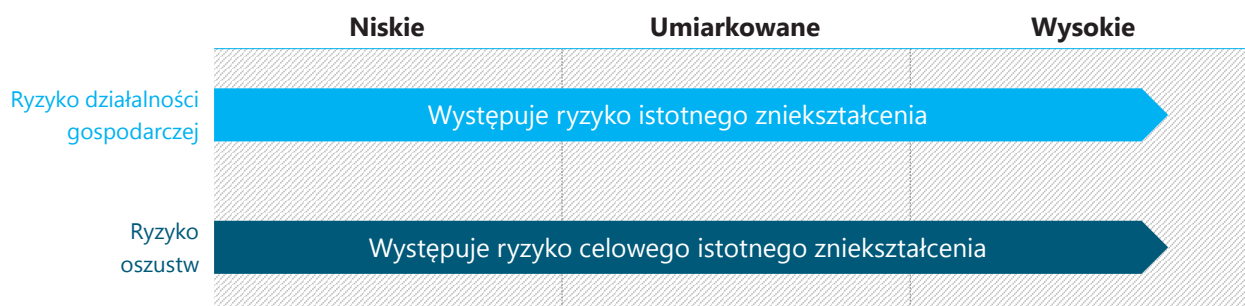 Niskie Umiarkowane Wysokie
Ryzyko działalności
gospodarczej
Występuje ryzyko istotnego zniekształcenia
Ryzyko
oszustw
Występuje ryzyko celowego istotnego zniekształcenia